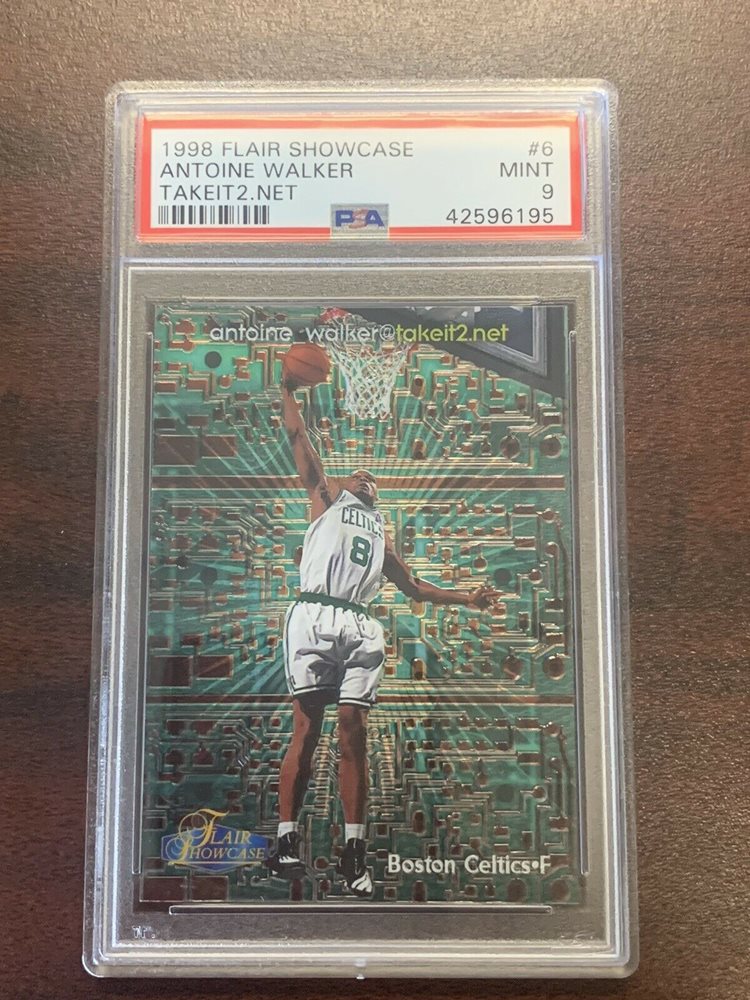 1998 FLAIR SHOWCASE #6
ANTOINE WALKER MINT
TAKEIT2.NET 9
PSA 42596195
antoine walker@takeit2.net
CELTICS
8
FLAIR
SHOWCASE
Boston Celtics•F